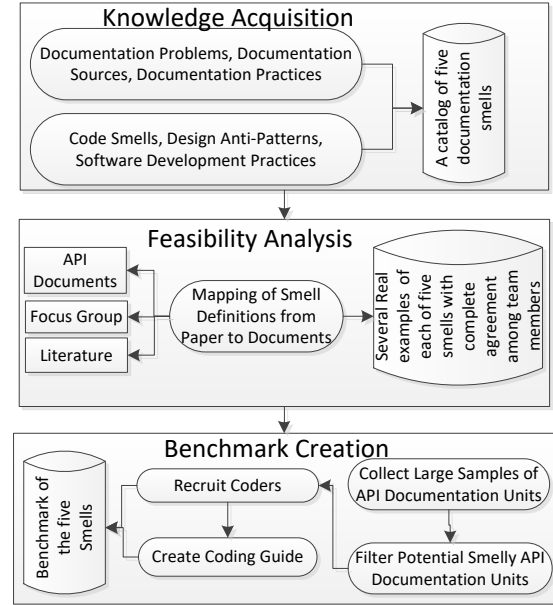 Knowledge Acquisition
Documentation Problems, Documentation
Sources, Documentation Practices
Code Smells, Design Anti-Patterns,
Software Development Practices
A catalog of five
documentation
smells
Feasibility Analysis
API
Documents
Focus Group
Literature
Mapping of Smell
Definitions from
Paper to Documents
Several Real
examples of
each of five
smells with
complete
agreement
among team
members
Benchmark Creation
Benchmark of
the five
Smells
Recruit Coders
Create Coding Guide
Collect Large Samples of
API Documentation Units
Filter Potential Smelly API
Documentation Units